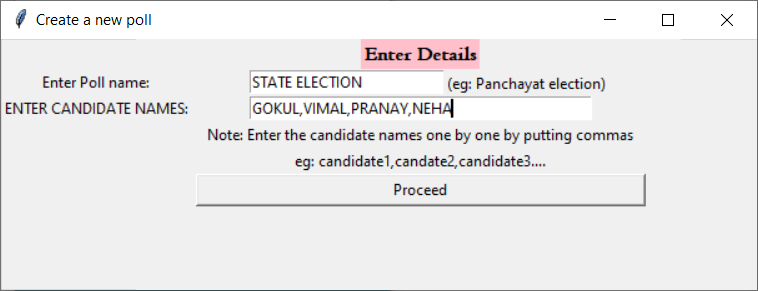 Create a new poll
Enter Details
Enter Poll name: STATE ELECTION (eg: Panchayat election)
ENTER CANDIDATE NAMES: GOKUL,VIMAL,PRANAY,NEHA
Note: Enter the candidate names one by one by putting commas
eg: candidate1,candate2,candidate3....
Proceed